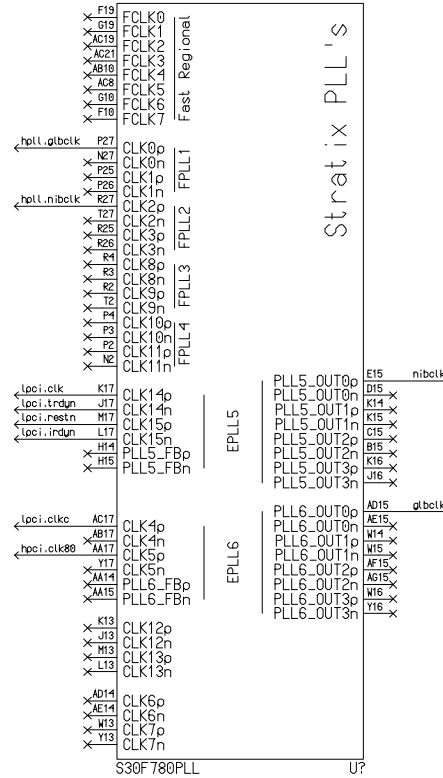 F19 FCLK0
G19 FCLK1
AC19 FCLK2
AC21 FCLK3
AB10 FCLK4
AC8 FCLK5
G10 FCLK6
F10 FCLK7
Fast Regional
Stratix PLL's
hpll.glbclk P27 CLK0p
N27 CLK0n
P25 CLK1p
P26 CLK1n
FPLL1
hpll.nibclk R27 CLK2p
T27 CLK2n
R25 CLK3p
R26 CLK3n
FPLL2
R4 CLK8p
R3 CLK8n
R2 CLK9p
T2 CLK9n
FPLL3
P4 CLK10p
P3 CLK10n
P2 CLK11p
N2 CLK11n
FPLL4
lpci.clk K17 CLK14p
lpci.trdyn J17 CLK14n
lpci.restn M17 CLK15p
lpci.irdyn L17 CLK15n
H14 PLL5_FBp
H15 PLL5_FBn
EPLL5
PLL5_OUT0p E15 nibclk
PLL5_OUT0n D15
PLL5_OUT1p K14
PLL5_OUT1n K15
PLL5_OUT2p C15
PLL5_OUT2n B15
PLL5_OUT3p K16
PLL5_OUT3n J16
lpci.clkc AC17 CLK4p
AB17 CLK4n
hpci.clk80 AA17 CLK5p
Y17 CLK5n
AA14 PLL6_FBp
AA15 PLL6_FBn
EPLL6
PLL6_OUT0p AD15 glbclk
PLL6_OUT0n AE15
PLL6_OUT1p W14
PLL6_OUT1n W15
PLL6_OUT2p AF15
PLL6_OUT2n AG15
PLL6_OUT3p W16
PLL6_OUT3n Y16
K13 CLK12p
J13 CLK12n
M13 CLK13p
L13 CLK13n
AD14 CLK6p
AE14 CLK6n
W13 CLK7p
Y13 CLK7n
S30F780PLL U?